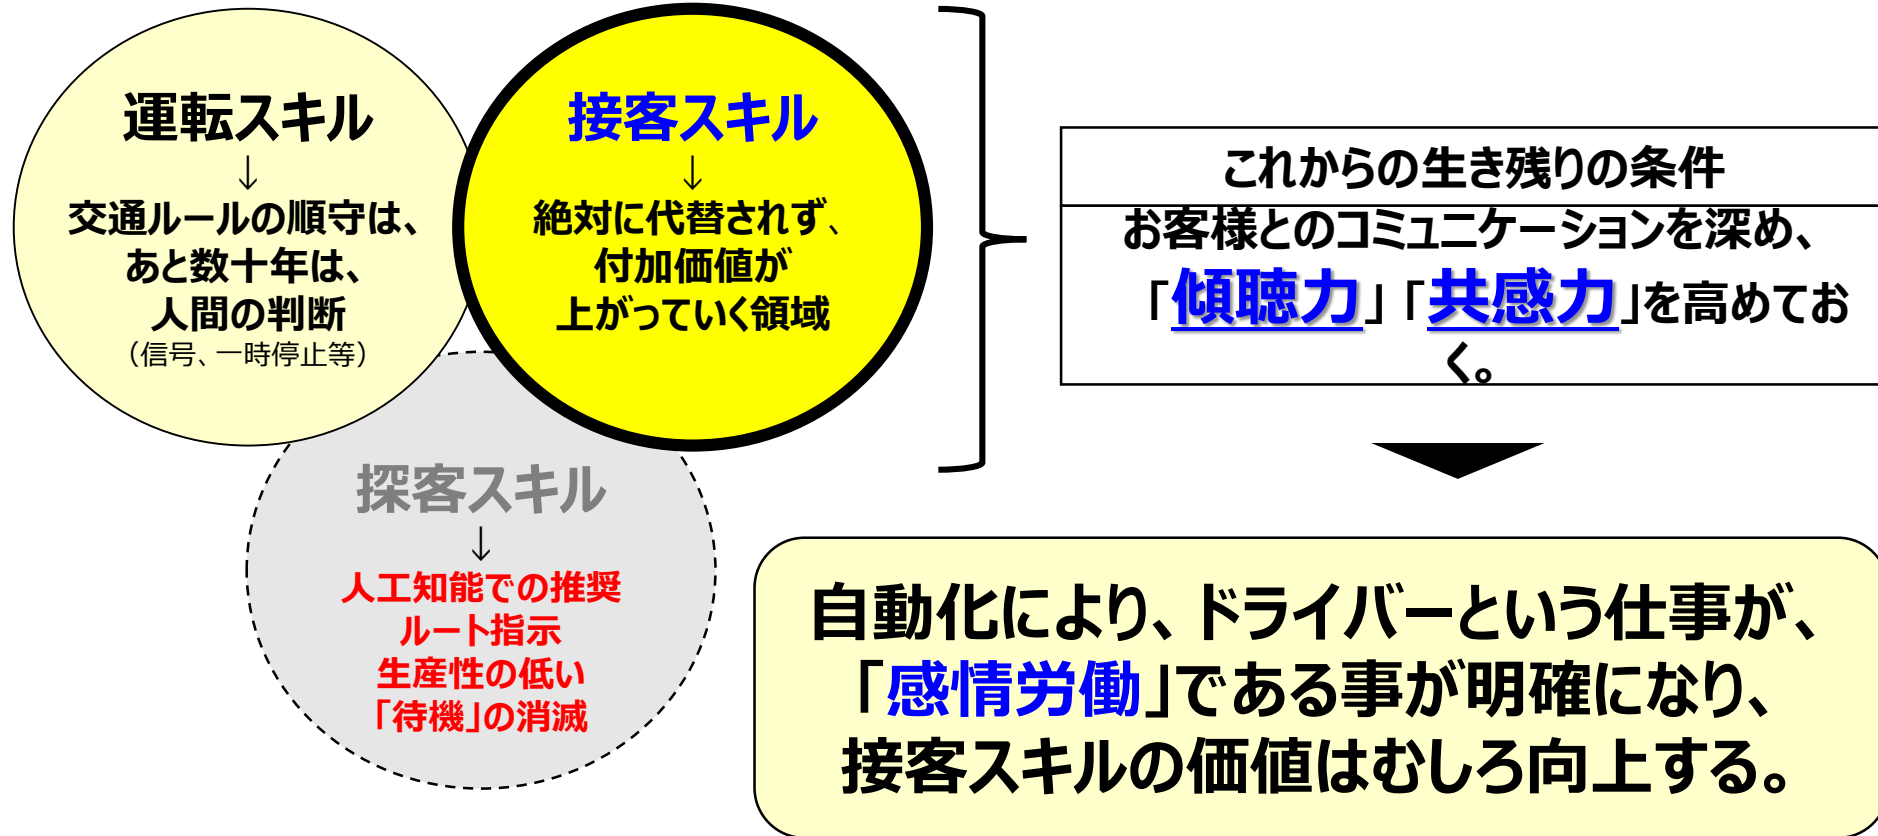 運転スキル
↓
交通ルールの順守は、
あと数十年は、
人間の判断
（信号、一時停止等）
接客スキル
↓
絶対に代替されず、
付加価値が
上がっていく領域
探客スキル
↓
人工知能での推奨
ルート指示
生産性の低い
「待機」の消滅
これからの生き残りの条件
お客様とのコミュニケーションを深め、
「傾聴力」「共感力」を高めてお
く。
自動化により、ドライバーという仕事が、
「感情労働」である事が明確になり、
接客スキルの価値はむしろ向上する。